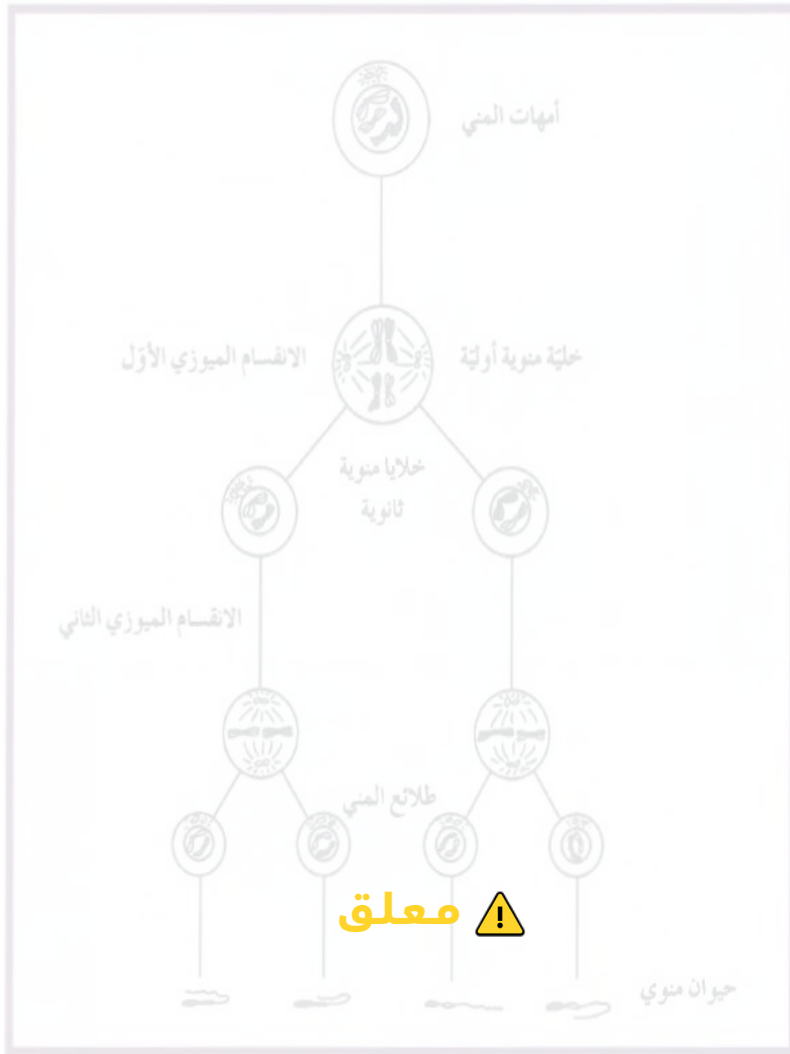 أمهات المني
خليّة منوية أوليّة
الانقسام الميوزي الأوّل
خلايا منوية
ثانوية
الانقسام الميوزي الثاني
طلائع المني
معلق
حيوان منوي